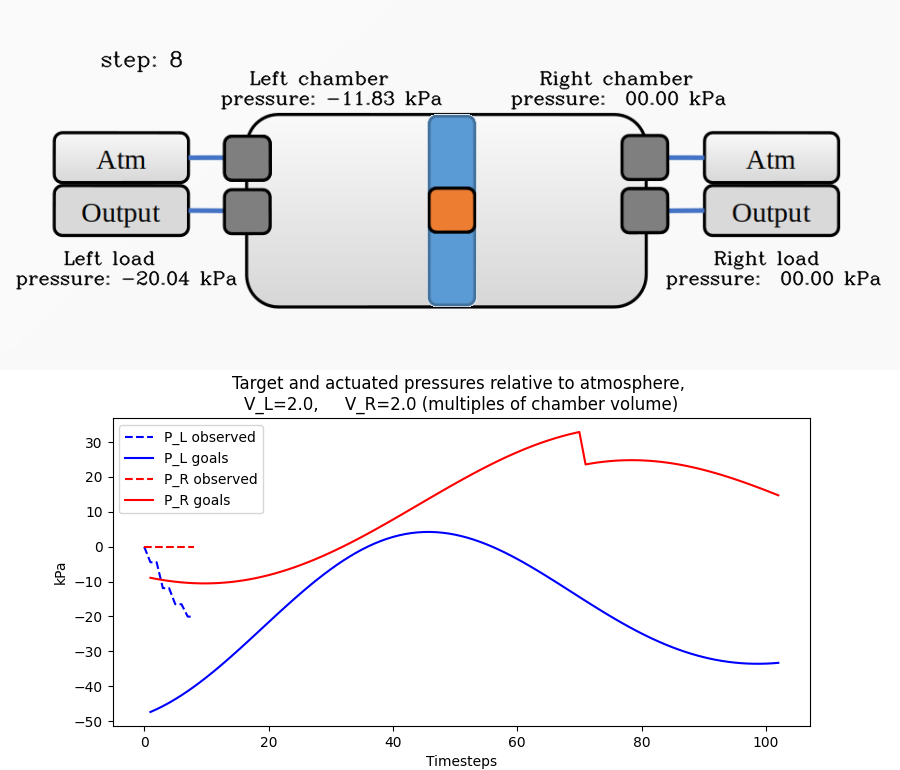 step: 8
Left chamber
pressure: -11.83 kPa
Right chamber
pressure: 00.00 kPa
Atm
Output
Atm
Output
Left load
pressure: -20.04 kPa
Right load
pressure: 00.00 kPa
Target and actuated pressures relative to atmosphere,
V_L=2.0, V_R=2.0 (multiples of chamber volume)
P_L observed
P_L goals
P_R observed
P_R goals
kPa
30
20
10
0
−10
−20
−30
−40
−50
0 20 40 60 80 100
Timesteps